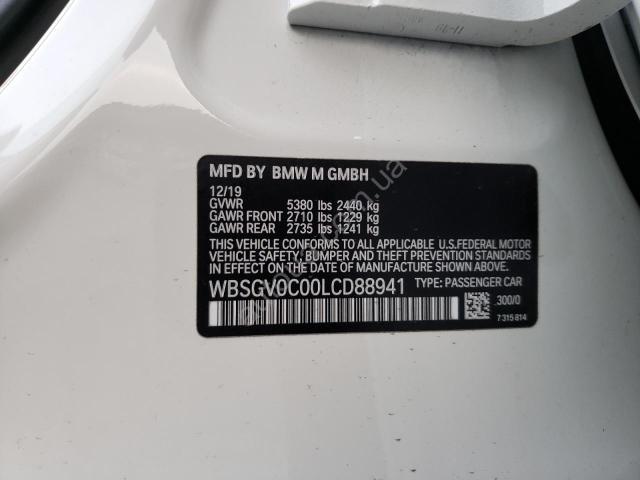 MFD BY BMW M GMBH
12/19
GVWR 5380 lbs 2440 kg
GAWR FRONT 2710 lbs 1229 kg
GAWR REAR 2735 lbs 1241 kg
THIS VEHICLE CONFORMS TO ALL APPLICABLE U.S.FEDERAL MOTOR
VEHICLE SAFETY, BUMPER, AND THEFT PREVENTION STANDARDS IN
EFFECT ON THE DATE OF MANUFACTURE SHOWN ABOVE.
WBSGV0C00LCD88941 TYPE: PASSENGER CAR
.300/0
7 315 814